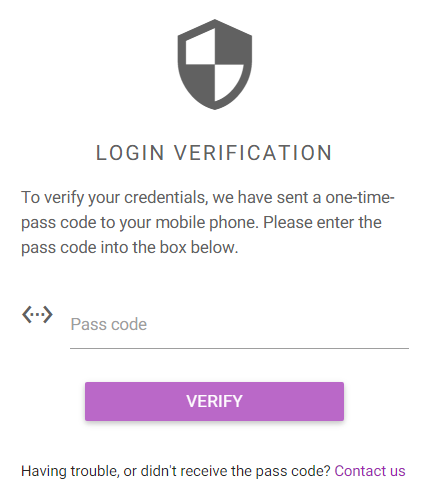 LOGIN VERIFICATION
To verify your credentials, we have sent a one-time-
pass code to your mobile phone. Please enter the
pass code into the box below.
Pass code
VERIFY
Having trouble, or didn't receive the pass code? Contact us